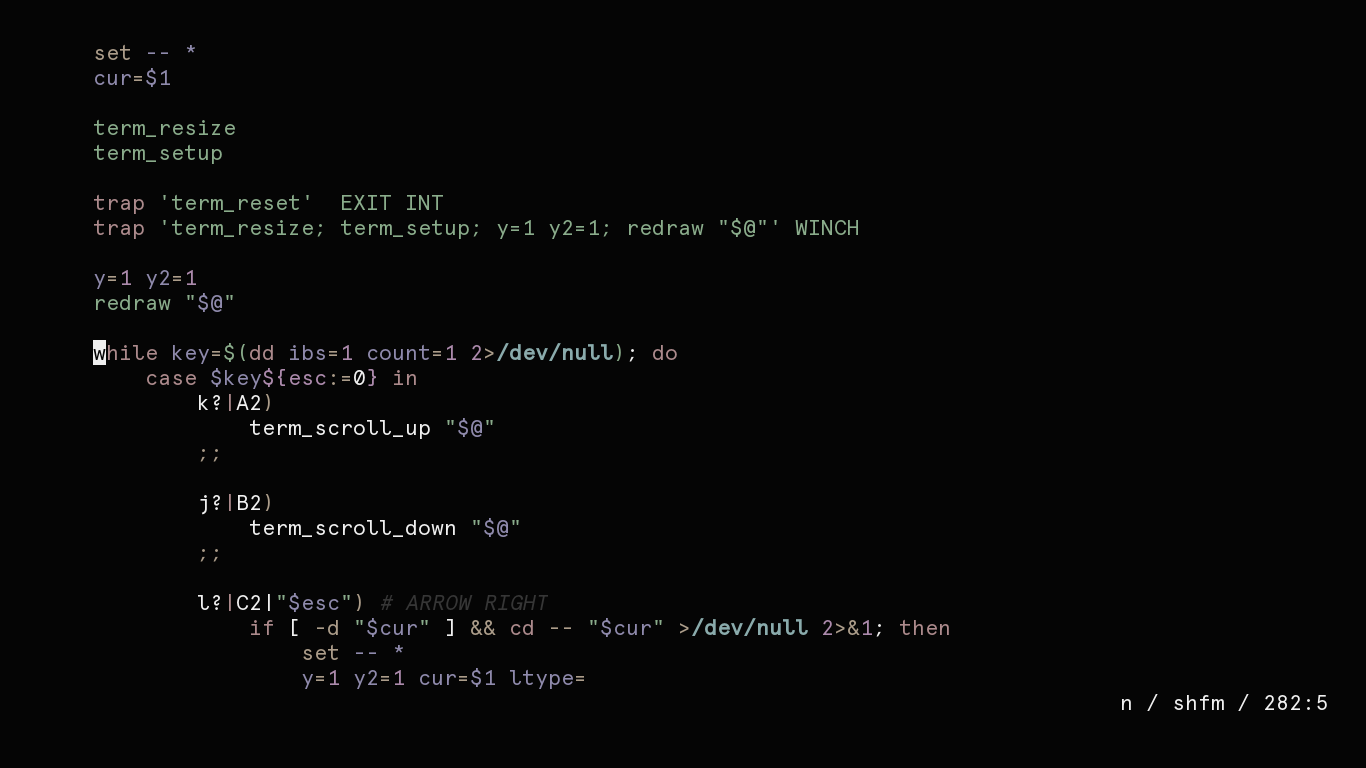 set -- *
cur=$1

term_resize
term_setup

trap 'term_reset'  EXIT INT
trap 'term_resize; term_setup; y=1 y2=1; redraw "$@"' WINCH

y=1 y2=1
redraw "$@"

while key=$(dd ibs=1 count=1 2>/dev/null); do
    case $key${esc:=0} in
        k?|A2)
            term_scroll_up "$@"
        ;;

        j?|B2)
            term_scroll_down "$@"
        ;;

        l?|C2|"$esc") # ARROW RIGHT
            if [ -d "$cur" ] && cd -- "$cur" >/dev/null 2>&1; then
                set -- *
                y=1 y2=1 cur=$1 ltype=
n / shfm / 282:5